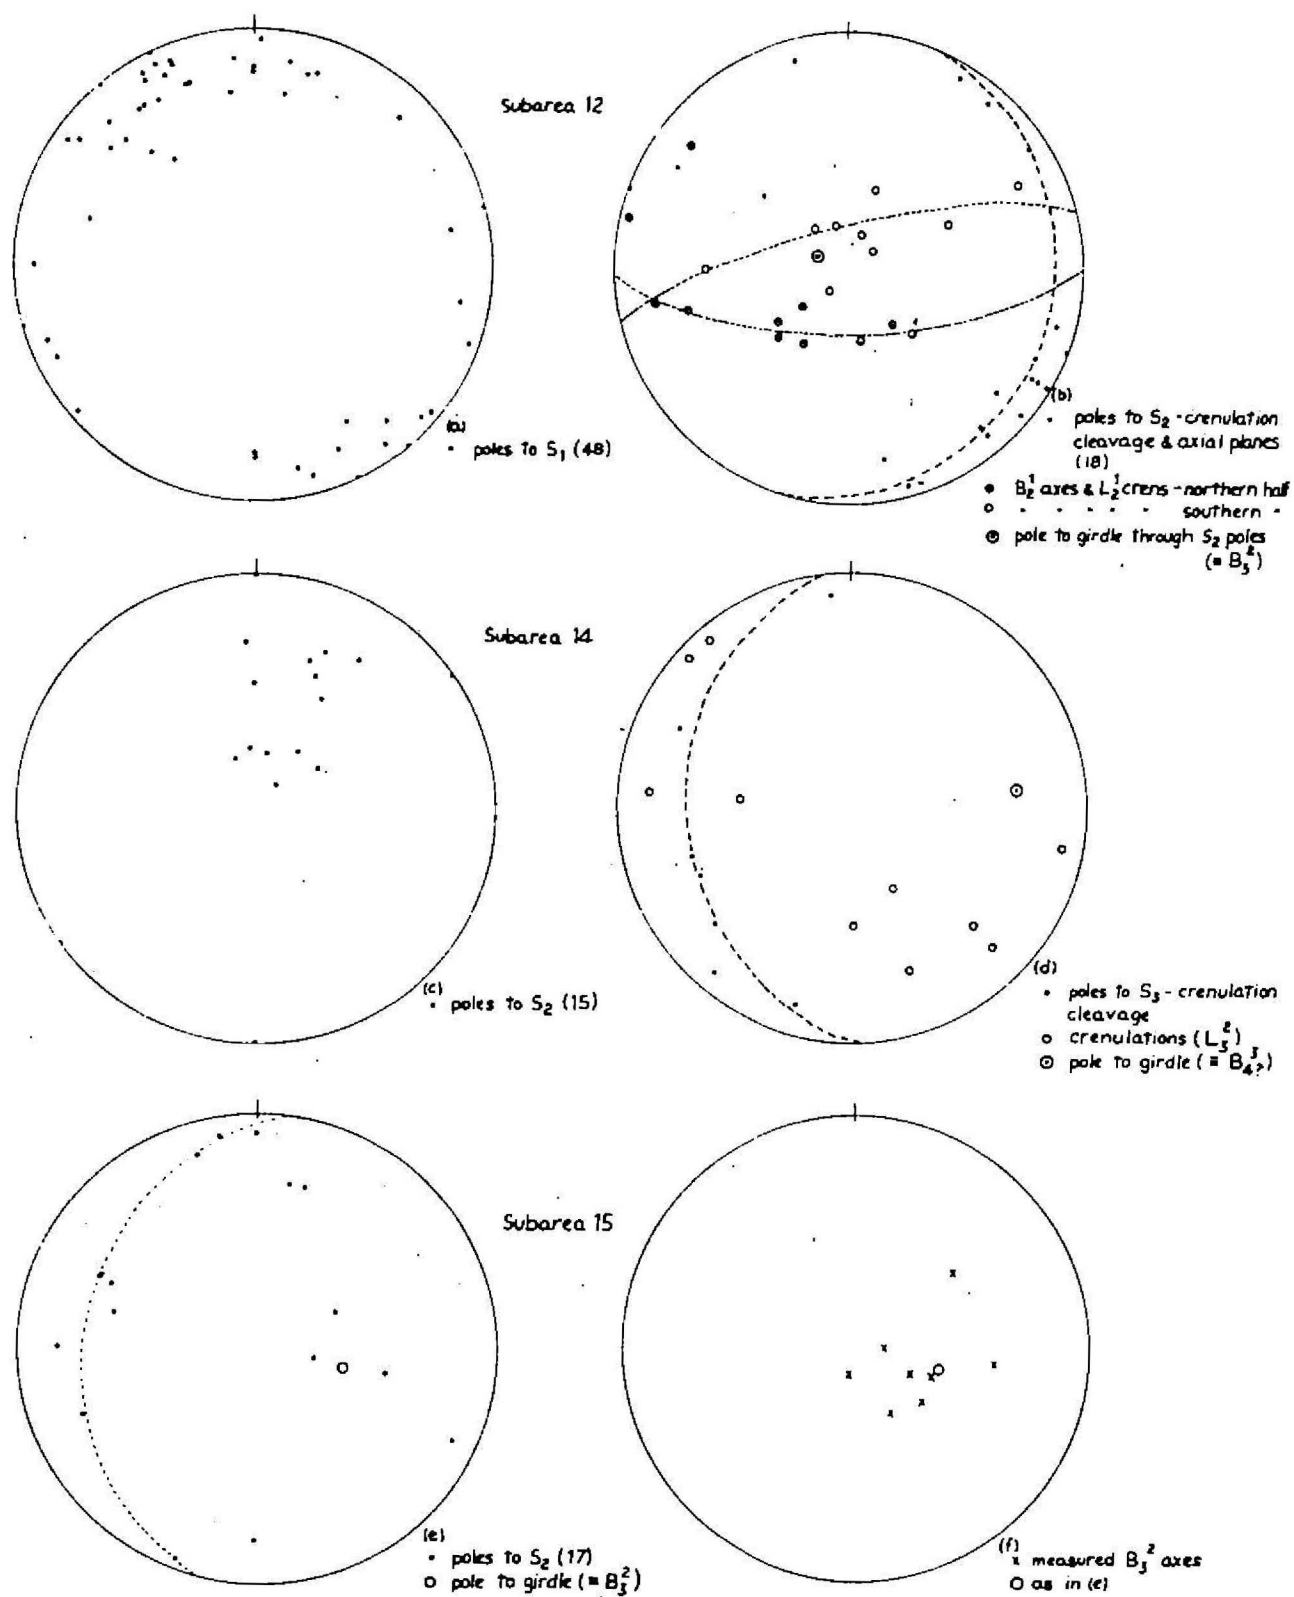 Subarea 12
(a)
• poles to S₁ (48)
(b)
• poles to S₂ - crenulation
cleavage & axial planes
(18)
● B₂¹ axes & L₂¹ crens - northern half
○ " " " " southern "
⊙ pole to girdle through S₂ poles
(≡ B₃²)
Subarea 14
(c)
• poles to S₂ (15)
(d)
• poles to S₃ - crenulation
cleavage
○ crenulations (L₃²)
⊙ pole to girdle (≡ B₄³?)
Subarea 15
(e)
• poles to S₂ (17)
○ pole to girdle (≡ B₃²)
(f)
x measured B₃² axes
○ as in (e)